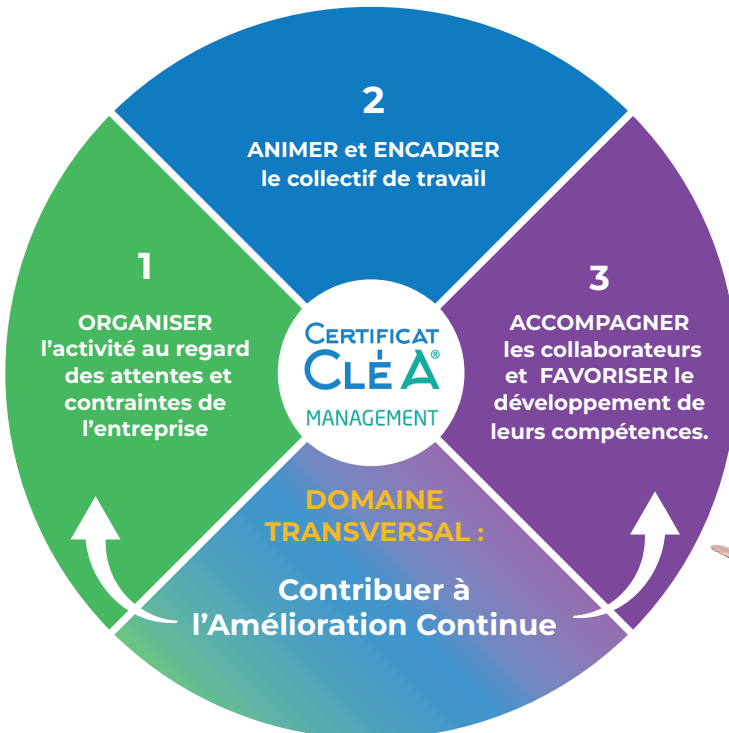 1
ORGANISER
l'activité au regard
des attentes et
contraintes de
l'entreprise
2
ANIMER et ENCADRER
le collectif de travail
3
ACCOMPAGNER
les collaborateurs
et FAVORISER le
développement de
leurs compétences.
CERTIFICAT
CLÉA®
MANAGEMENT
DOMAINE
TRANSVERSAL :
Contribuer à
l'Amélioration Continue